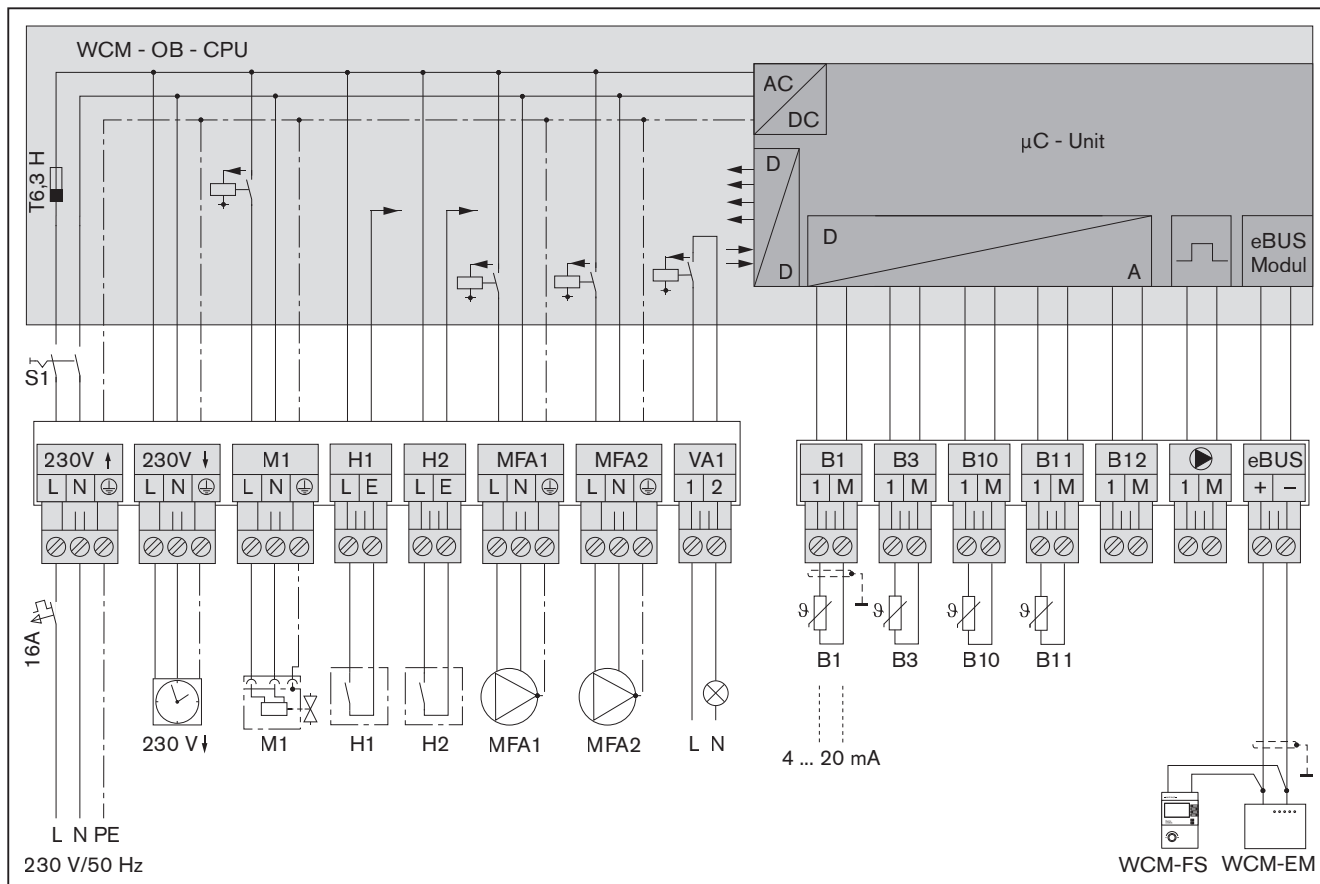 WCM - OB - CPU
AC
DC
µC - Unit
T6,3 H
D
D
D
A
eBUS
Modul
S1
230V 230V M1 H1 H2 MFA1 MFA2 VA1 B1 B3 B10 B11 B12 eBUS
L N L N L N L E L E L N L N 1 2 1 M 1 M 1 M 1 M 1 M 1 M + −
16A
ϑ ϑ ϑ ϑ
B1 B3 B10 B11
230 V M1 H1 H2 MFA1 MFA2 L N
4 ... 20 mA
L N PE
230 V/50 Hz
WCM-FS WCM-EM